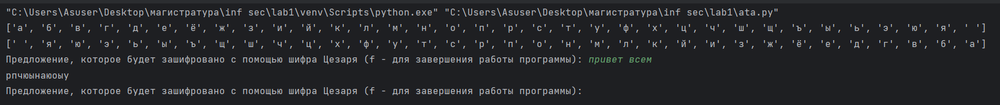 "C:\Users\Asuser\Desktop\магистратура\inf sec\lab1\venv\Scripts\python.exe" "C:\Users\Asuser\Desktop\магистратура\inf sec\lab1\ata.py"
['а', 'б', 'в', 'г', 'д', 'е', 'ё', 'ж', 'з', 'и', 'й', 'к', 'л', 'м', 'н', 'о', 'п', 'р', 'с', 'т', 'у', 'ф', 'х', 'ц', 'ч', 'ш', 'щ', 'ъ', 'ы', 'ь', 'э', 'ю', 'я', ' ']
[' ', 'я', 'ю', 'э', 'ь', 'ы', 'ъ', 'щ', 'ш', 'ч', 'ц', 'х', 'ф', 'у', 'т', 'с', 'р', 'п', 'о', 'н', 'м', 'л', 'к', 'й', 'и', 'з', 'ж', 'ё', 'е', 'д', 'г', 'в', 'б', 'а']
Предложение, которое будет зашифровано с помощью шифра Цезаря (f - для завершения работы программы): привет всем
рпчюынаюоыу
Предложение, которое будет зашифровано с помощью шифра Цезаря (f - для завершения работы программы):